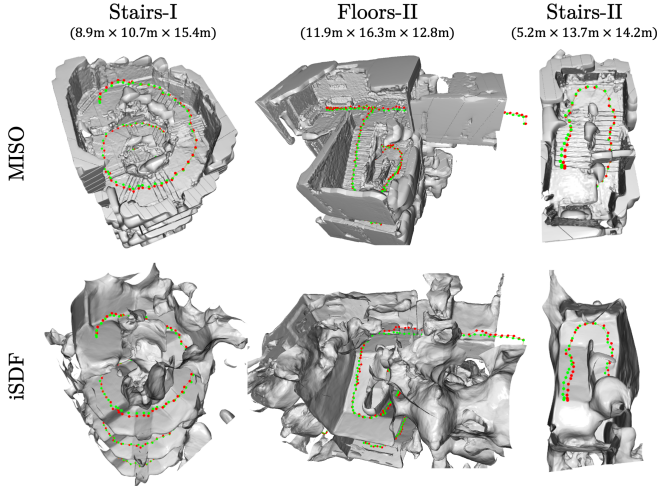 Stairs-I
(8.9m × 10.7m × 15.4m)
Floors-II
(11.9m × 16.3m × 12.8m)
Stairs-II
(5.2m × 13.7m × 14.2m)
MISO
iSDF